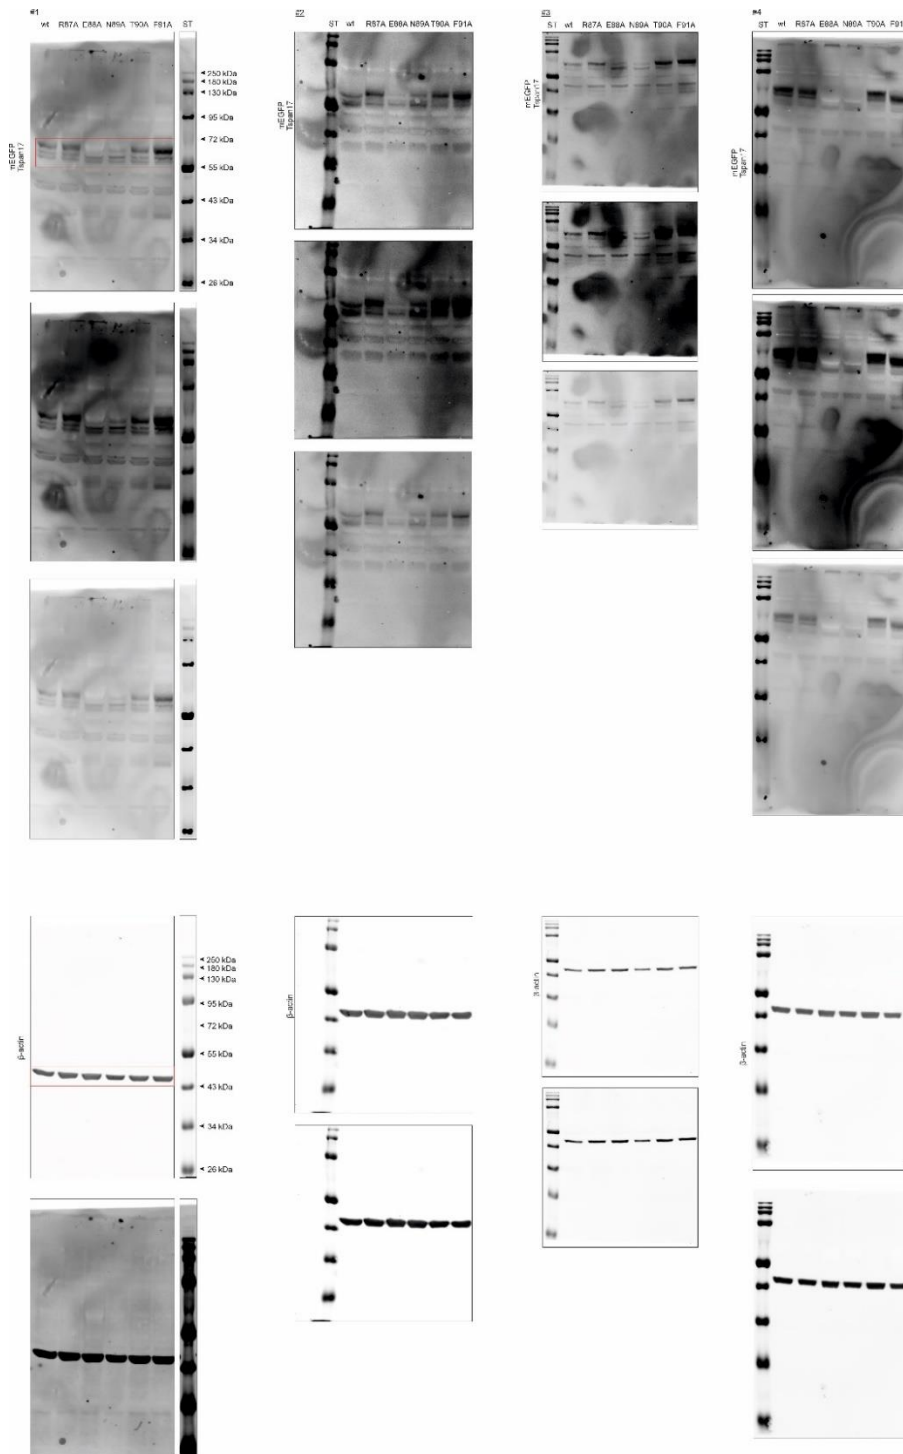 #1
wt R87A E88A N89A T90A F91A ST
mEGFP
Tspan17
250 kDa
180 kDa
130 kDa
95 kDa
72 kDa
55 kDa
43 kDa
34 kDa
26 kDa
#2
ST wt R87A E88A N89A T90A F91A
mEGFP
Tspan17
#3
ST wt R87A E88A N89A T90A F91A
mEGFP
Tspan17
#4
ST wt R87A E88A N89A T90A F91A
mEGFP
Tspan17
β-actin
250 kDa
180 kDa
130 kDa
95 kDa
72 kDa
55 kDa
43 kDa
34 kDa
26 kDa
β-actin
β-actin
β-actin